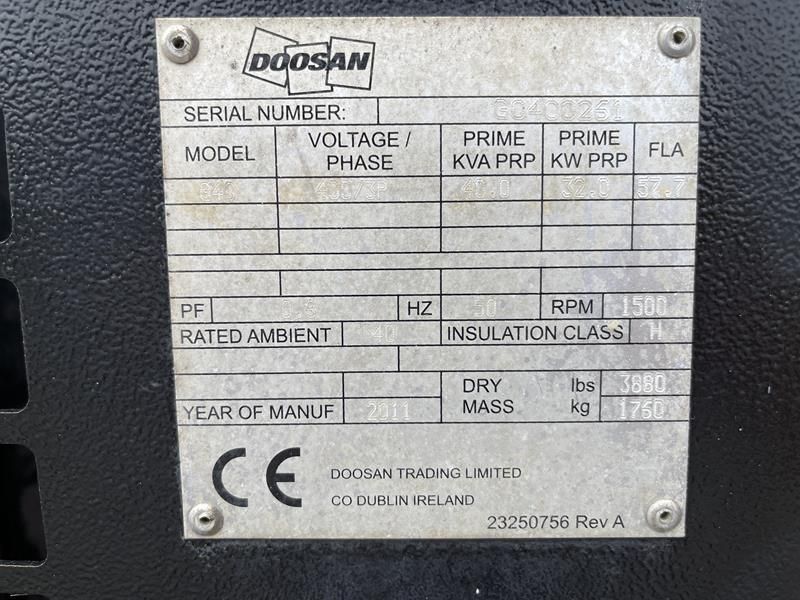 DOOSAN
SERIAL NUMBER: G0400261
MODEL VOLTAGE / PHASE PRIME KVA PRP PRIME KW PRP FLA
G40 400/3P 40.0 32.0 57.7
PF 0.8 HZ 50 RPM 1500
RATED AMBIENT 40 INSULATION CLASS H
DRY MASS lbs 3880
YEAR OF MANUF 2011 kg 1760
CE DOOSAN TRADING LIMITED
CO DUBLIN IRELAND
23250756 Rev A